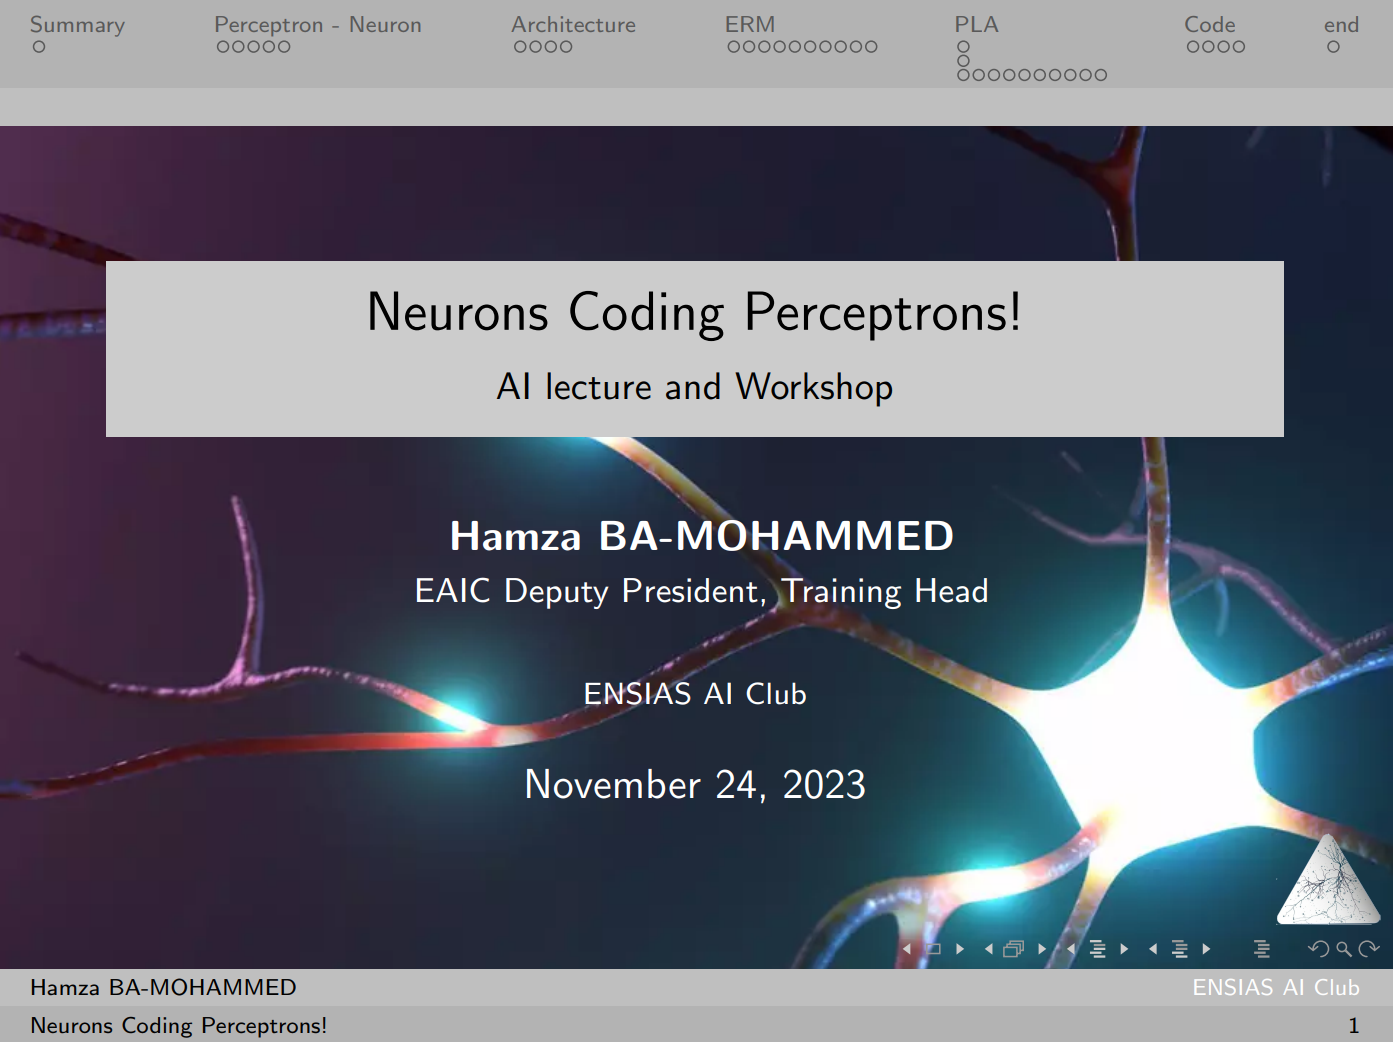 Summary
Perceptron - Neuron
Architecture
ERM
PLA
Code
end
Neurons Coding Perceptrons!
AI lecture and Workshop
Hamza BA-MOHAMMED
EAIC Deputy President, Training Head
ENSIAS AI Club
November 24, 2023
Hamza BA-MOHAMMED
ENSIAS AI Club
Neurons Coding Perceptrons!
1